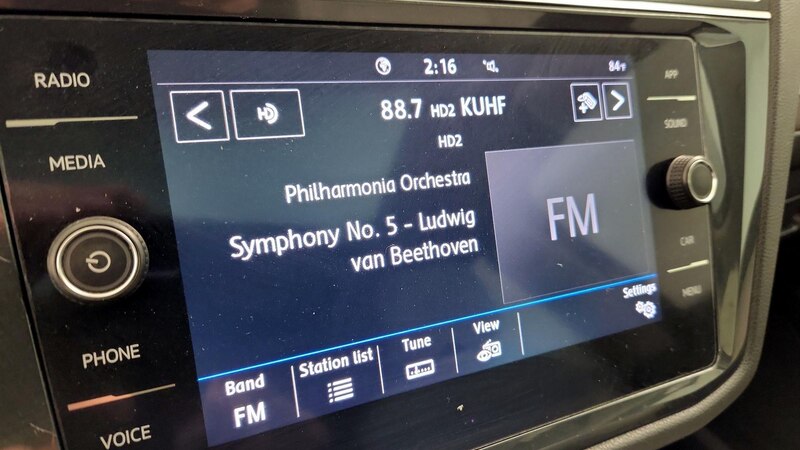 RADIO
MEDIA
PHONE
VOICE
2:16
84°F
HD
88.7 HD2 KUHF
HD2
Philharmonia Orchestra
Symphony No. 5 - Ludwig
van Beethoven
FM
Settings
Band
FM
Station list
Tune
View
APP
SOUND
CAR
MENU